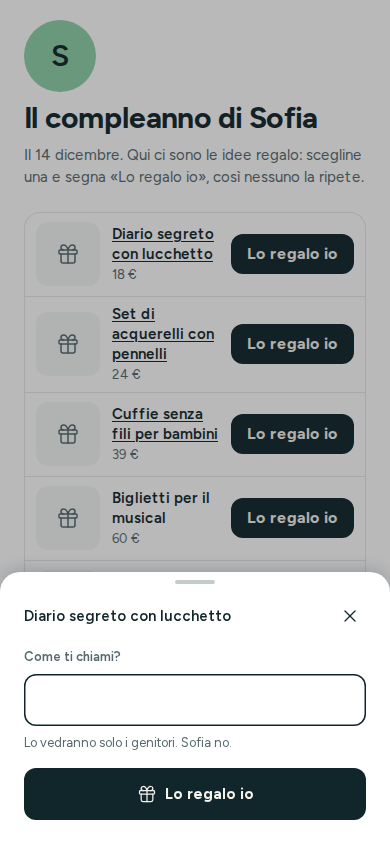 S
Il compleanno di Sofia
Il 14 dicembre. Qui ci sono le idee regalo: scegline
una e segna «Lo regalo io», così nessuno la ripete.
Diario segreto
con lucchetto
18 €
Lo regalo io
Set di
acquerelli con
pennelli
24 €
Lo regalo io
Cuffie senza
fili per bambini
39 €
Lo regalo io
Biglietti per il
musical
60 €
Lo regalo io
Diario segreto con lucchetto
Come ti chiami?
Lo vedranno solo i genitori. Sofia no.
Lo regalo io